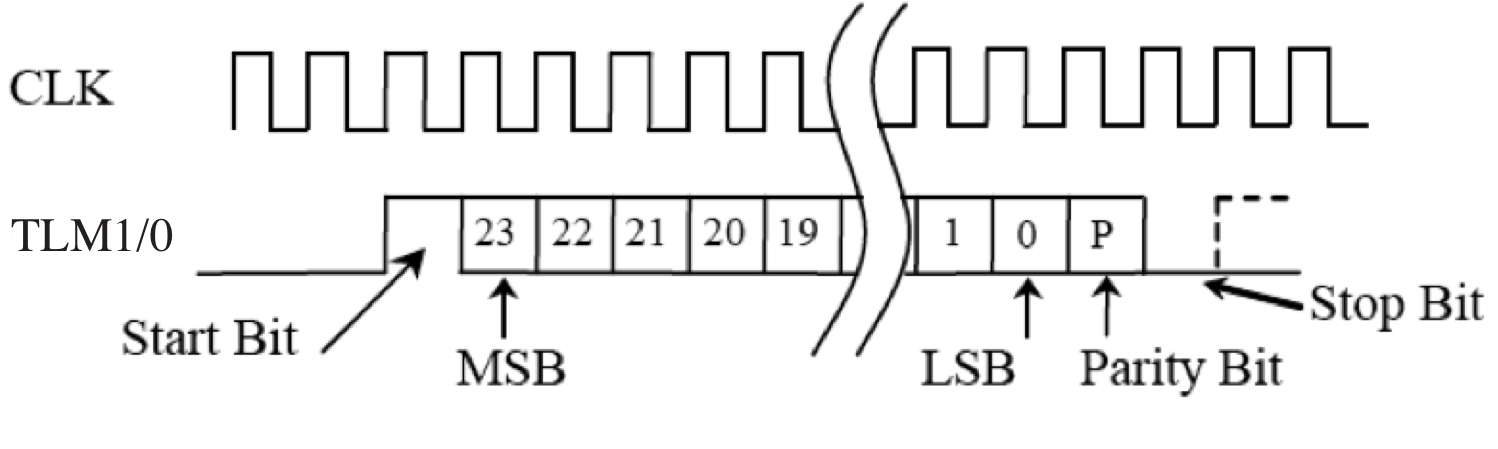 CLK
TLM1/0
23 22 21 20 19 1 0 P
Start Bit
MSB
LSB
Parity Bit
Stop Bit